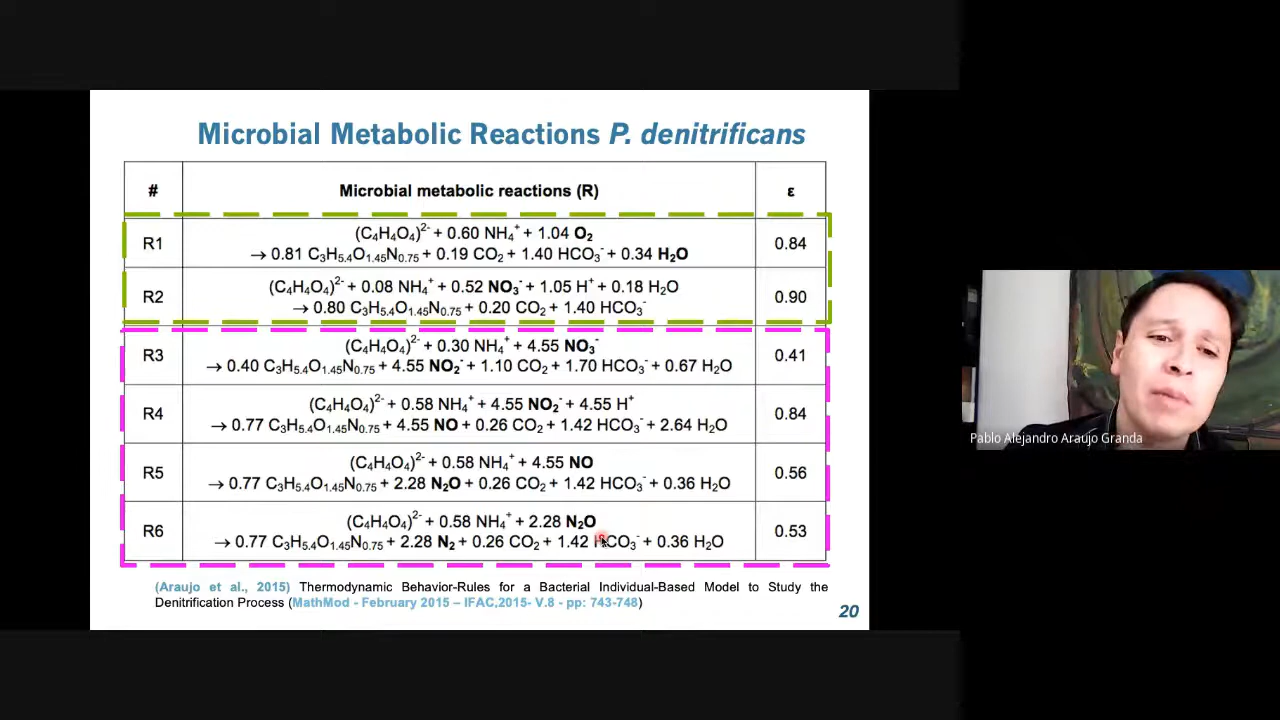 Microbial Metabolic Reactions P. denitrificans
# Microbial metabolic reactions (R) ε
R1 (C₄H₄O₄)²⁻ + 0.60 NH₄⁺ + 1.04 O₂
→ 0.81 C₃H₅.₄O₁.₄₅N₀.₇₅ + 0.19 CO₂ + 1.40 HCO₃⁻ + 0.34 H₂O 0.84
R2 (C₄H₄O₄)²⁻ + 0.08 NH₄⁺ + 0.52 NO₃⁻ + 1.05 H⁺ + 0.18 H₂O
→ 0.80 C₃H₅.₄O₁.₄₅N₀.₇₅ + 0.20 CO₂ + 1.40 HCO₃⁻ 0.90
R3 (C₄H₄O₄)²⁻ + 0.30 NH₄⁺ + 4.55 NO₃⁻
→ 0.40 C₃H₅.₄O₁.₄₅N₀.₇₅ + 4.55 NO₂⁻ + 1.10 CO₂ + 1.70 HCO₃⁻ + 0.67 H₂O 0.41
R4 (C₄H₄O₄)²⁻ + 0.58 NH₄⁺ + 4.55 NO₂⁻ + 4.55 H⁺
→ 0.77 C₃H₅.₄O₁.₄₅N₀.₇₅ + 4.55 NO + 0.26 CO₂ + 1.42 HCO₃⁻ + 2.64 H₂O 0.84
R5 (C₄H₄O₄)²⁻ + 0.58 NH₄⁺ + 4.55 NO
→ 0.77 C₃H₅.₄O₁.₄₅N₀.₇₅ + 2.28 N₂O + 0.26 CO₂ + 1.42 HCO₃⁻ + 0.36 H₂O 0.56
R6 (C₄H₄O₄)²⁻ + 0.58 NH₄⁺ + 2.28 N₂O
→ 0.77 C₃H₅.₄O₁.₄₅N₀.₇₅ + 2.28 N₂ + 0.26 CO₂ + 1.42 HCO₃⁻ + 0.36 H₂O 0.53
(Araujo et al., 2015) Thermodynamic Behavior-Rules for a Bacterial Individual-Based Model to Study the
Denitrification Process (MathMod - February 2015 – IFAC,2015- V.8 - pp: 743-748)
20
Pablo Alejandro Araujo Granda